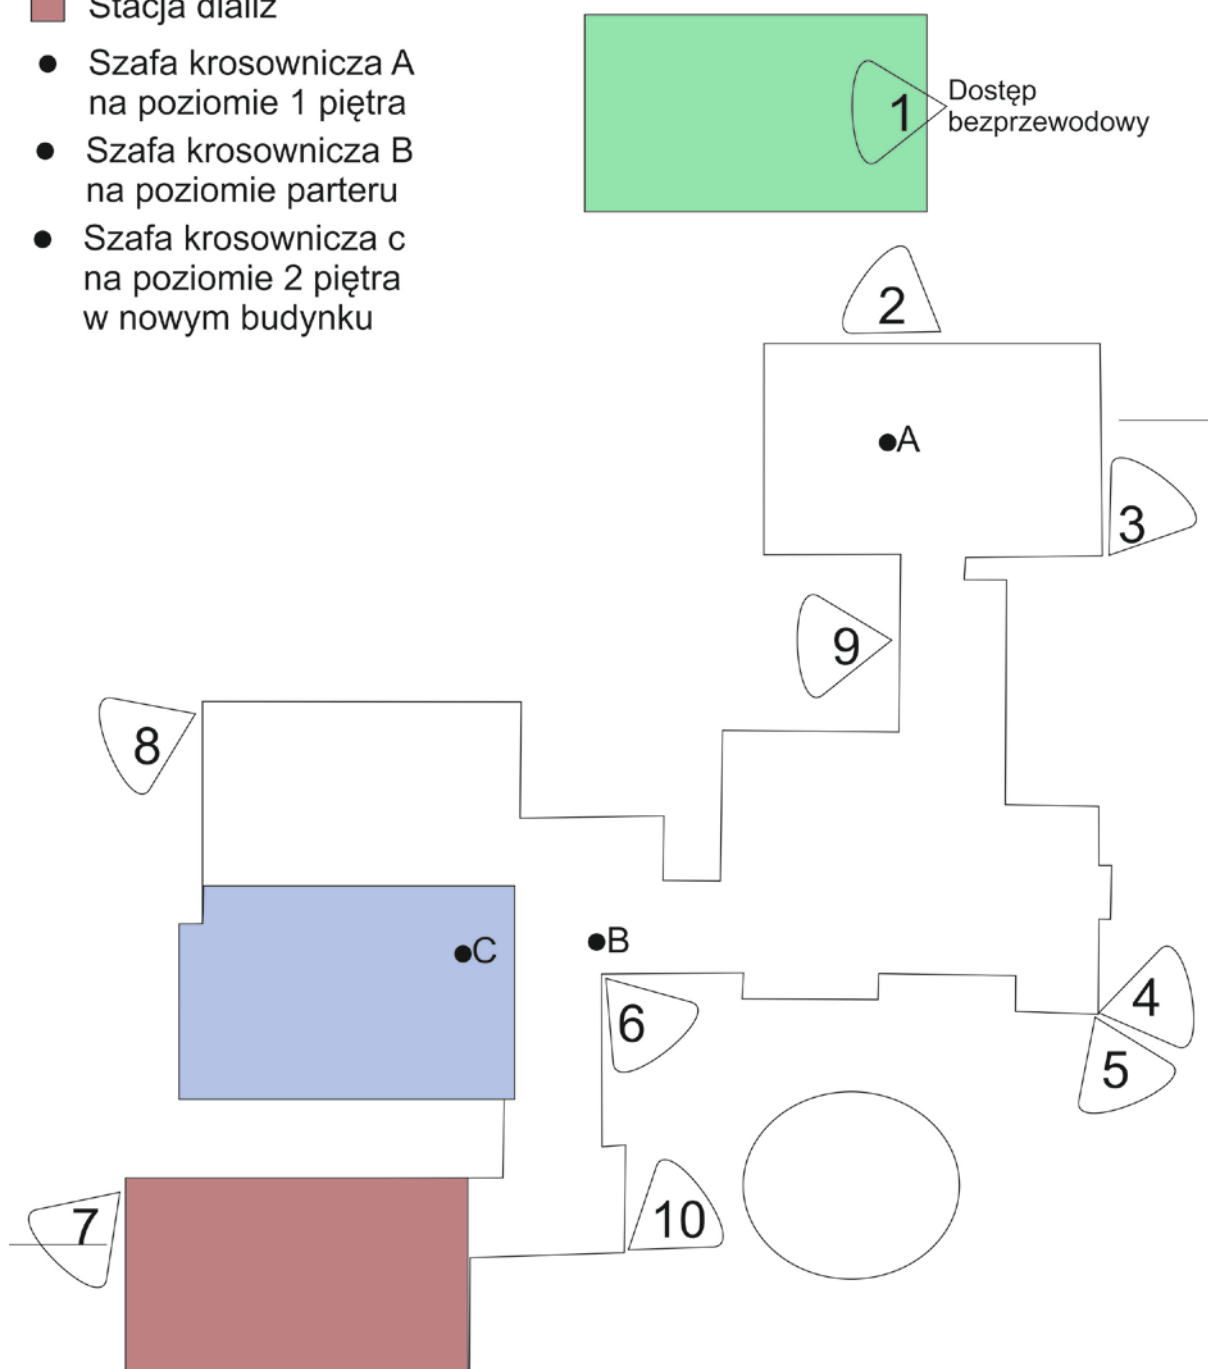 Stacja dializ
Szafa krosownicza A
na poziomie 1 piętra
Szafa krosownicza B
na poziomie parteru
Szafa krosownicza c
na poziomie 2 piętra
w nowym budynku
1
Dostęp
bezprzewodowy
2
A
3
9
8
C
B
6
4
5
7
10